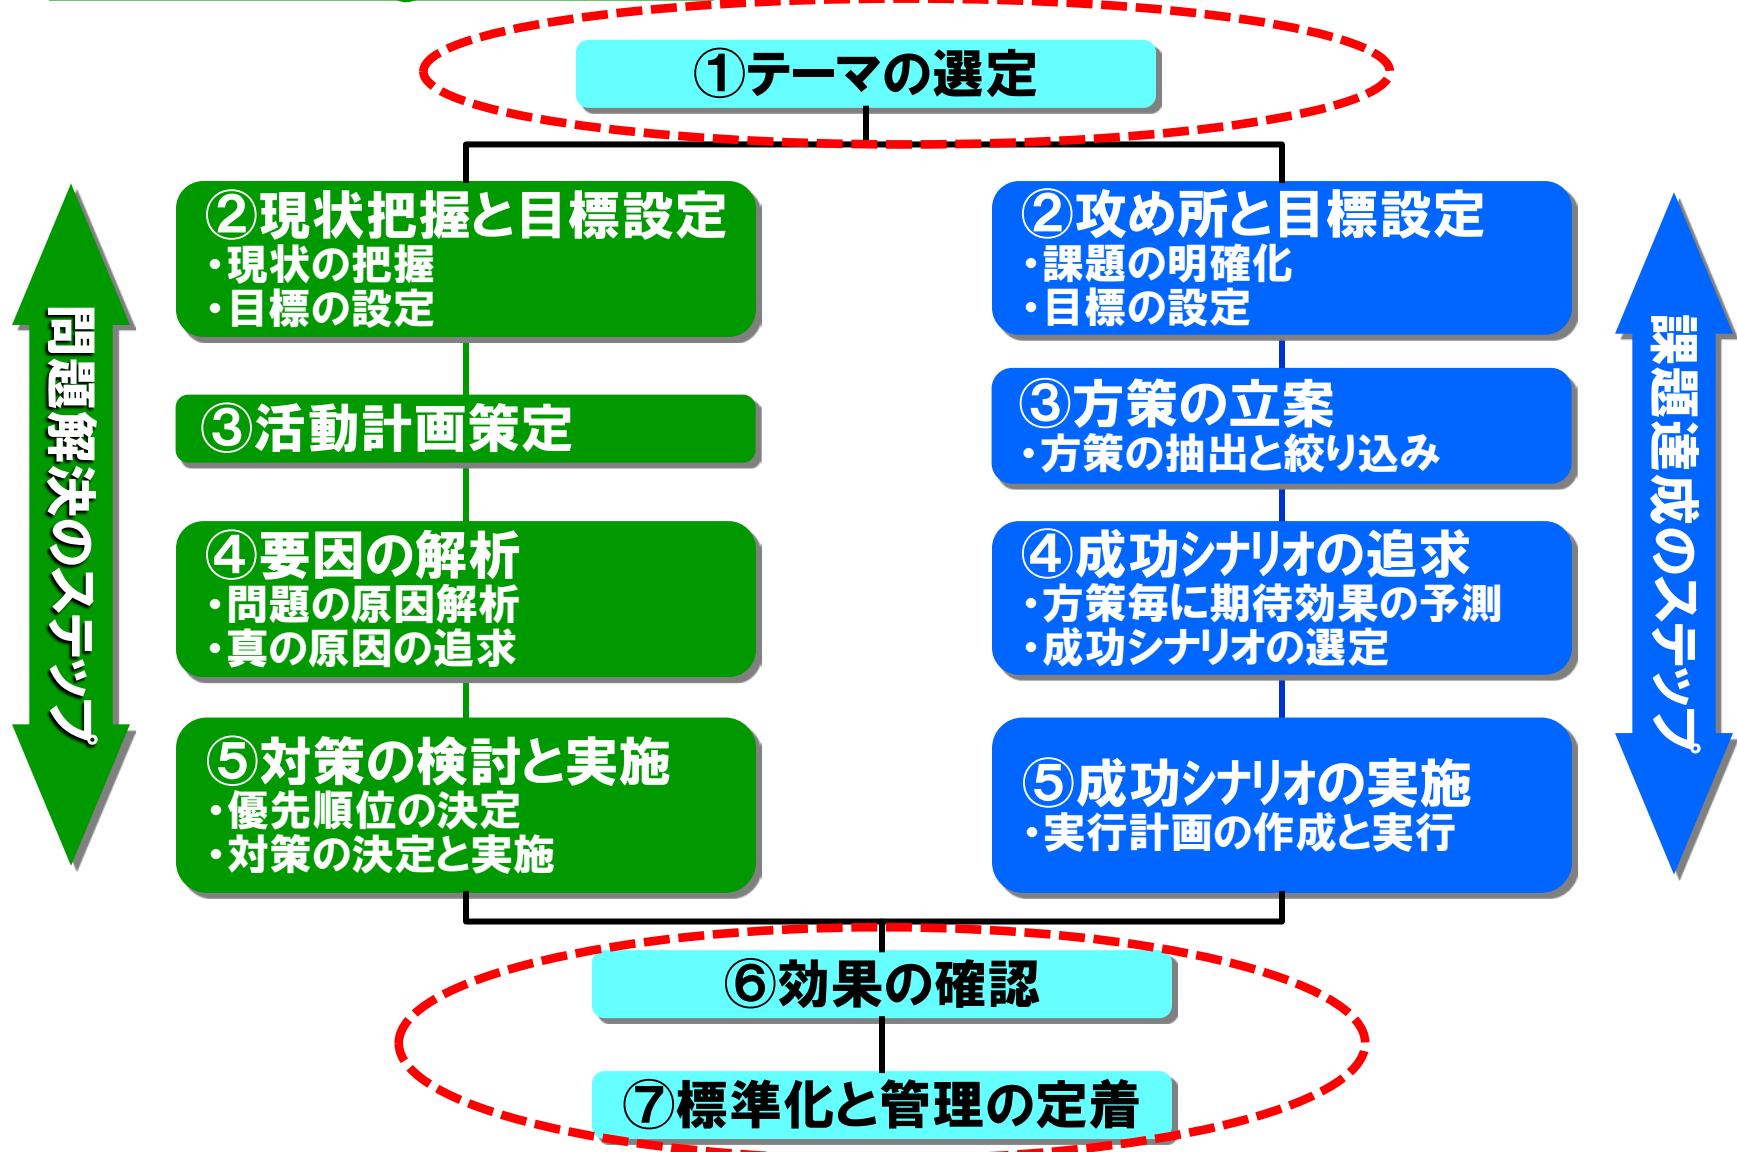 ①テーマの選定
問題解決のステップ
②現状把握と目標設定
・現状の把握
・目標の設定
③活動計画策定
④要因の解析
・問題の原因解析
・真の原因の追求
⑤対策の検討と実施
・優先順位の決定
・対策の決定と実施
②攻め所と目標設定
・課題の明確化
・目標の設定
③方策の立案
・方策の抽出と絞り込み
④成功シナリオの追求
・方策毎に期待効果の予測
・成功シナリオの選定
⑤成功シナリオの実施
・実行計画の作成と実行
課題達成のステップ
⑥効果の確認
⑦標準化と管理の定着